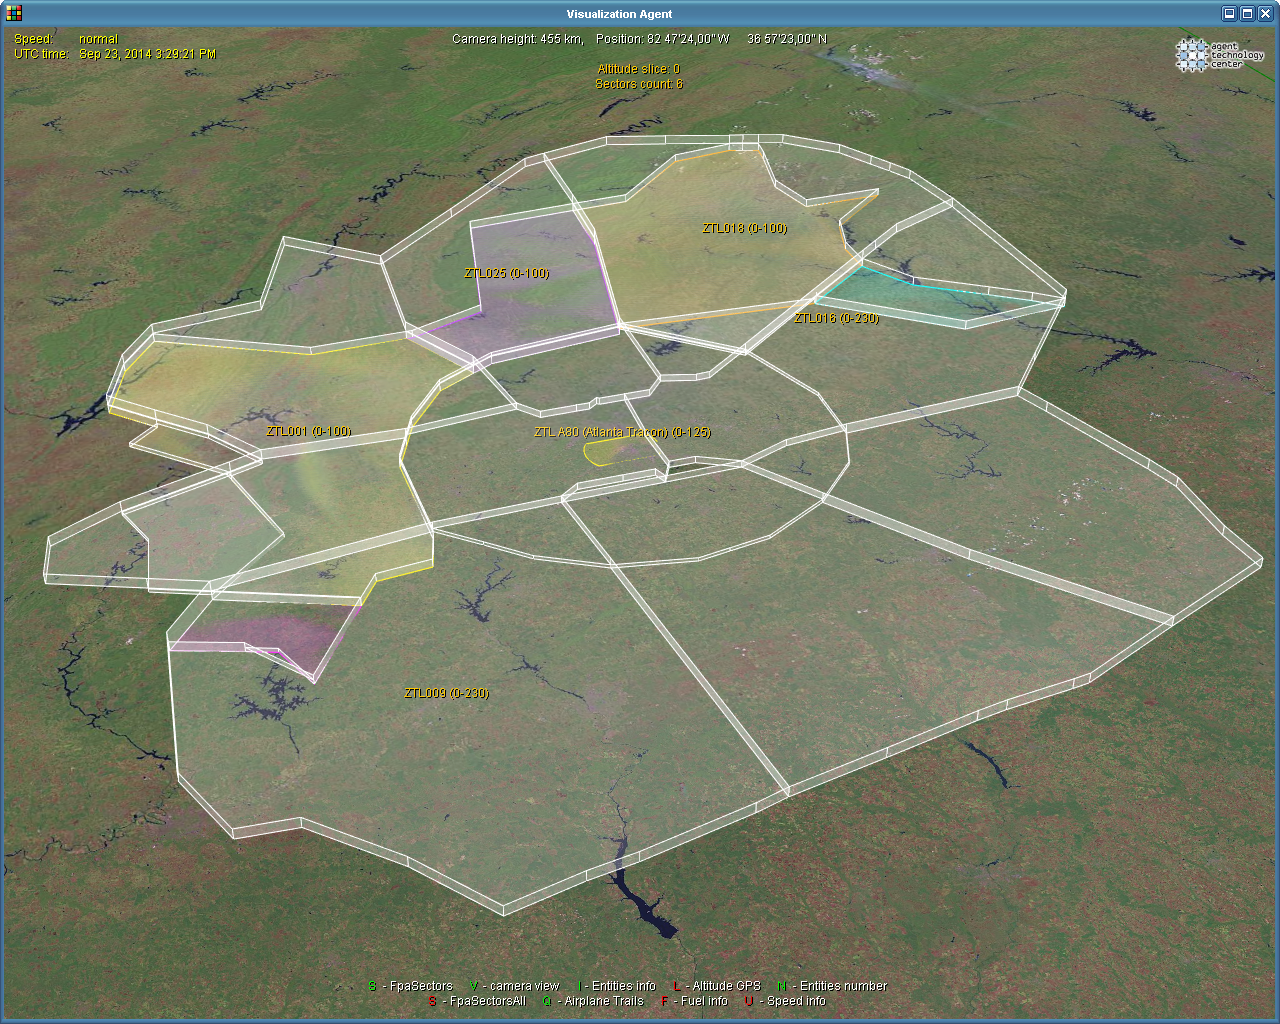 Visualization Agent
Speed: normal
UTC time: Sep 23, 2014 3:29:21 PM
Camera height: 455 km, Position: 82 47'24,00" W 36 57'23,00" N
Altitude slice: 0
Sectors count: 6
agent
technology
center
ZTL018 (0-100)
ZTL025 (0-100)
ZTL016 (0-230)
ZTL001 (0-100)
ZTL A80 (Atlanta Tracon) (0-125)
ZTL009 (0-230)
S - FpaSectors V - camera view I - Entities info L - Altitude GPS N - Entities number
S - FpaSectorsAll Q - Airplane Trails F - Fuel info U - Speed info